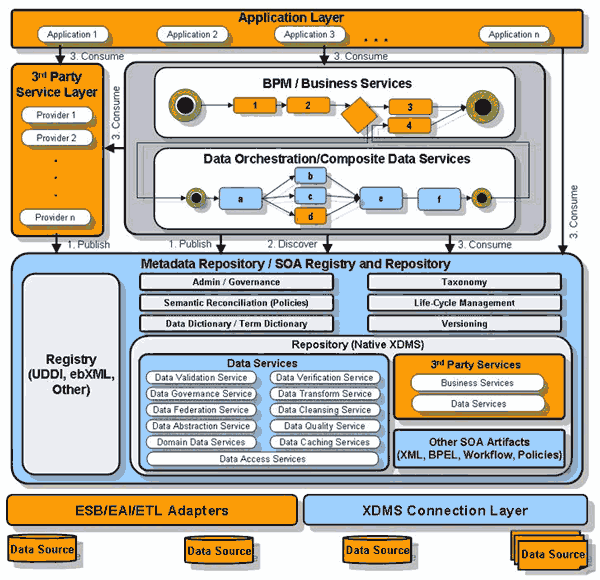 Application Layer
Application 1
Application 2
Application 3
. . .
Application n
3. Consume
3. Consume
3rd Party
Service Layer
Provider 1
Provider 2
.
.
.
Provider n
3. Consume
BPM / Business Services
1
2
3
4
Data Orchestration/Composite Data Services
a
b
c
d
e
f
3. Consume
1. Publish
1. Publish
2. Discover
3. Consume
Metadata Repository / SOA Registry and Repository
Registry
(UDDI, ebXML,
Other)
Admin / Governance
Taxonomy
Semantic Reconciliation (Policies)
Life-Cycle Management
Data Dictionary / Term Dictionary
Versioning
Repository (Native XDMS)
Data Services
Data Validation Service
Data Verification Service
Data Governance Service
Data Transform Service
Data Federation Service
Data Cleansing Service
Data Abstraction Service
Data Quality Service
Domain Data Services
Data Caching Services
Data Access Services
3rd Party Services
Business Services
Data Services
Other SOA Artifacts
(XML, BPEL, Workflow, Policies)
ESB/EAI/ETL Adapters
XDMS Connection Layer
Data Source
Data Source
Data Source
Data Source